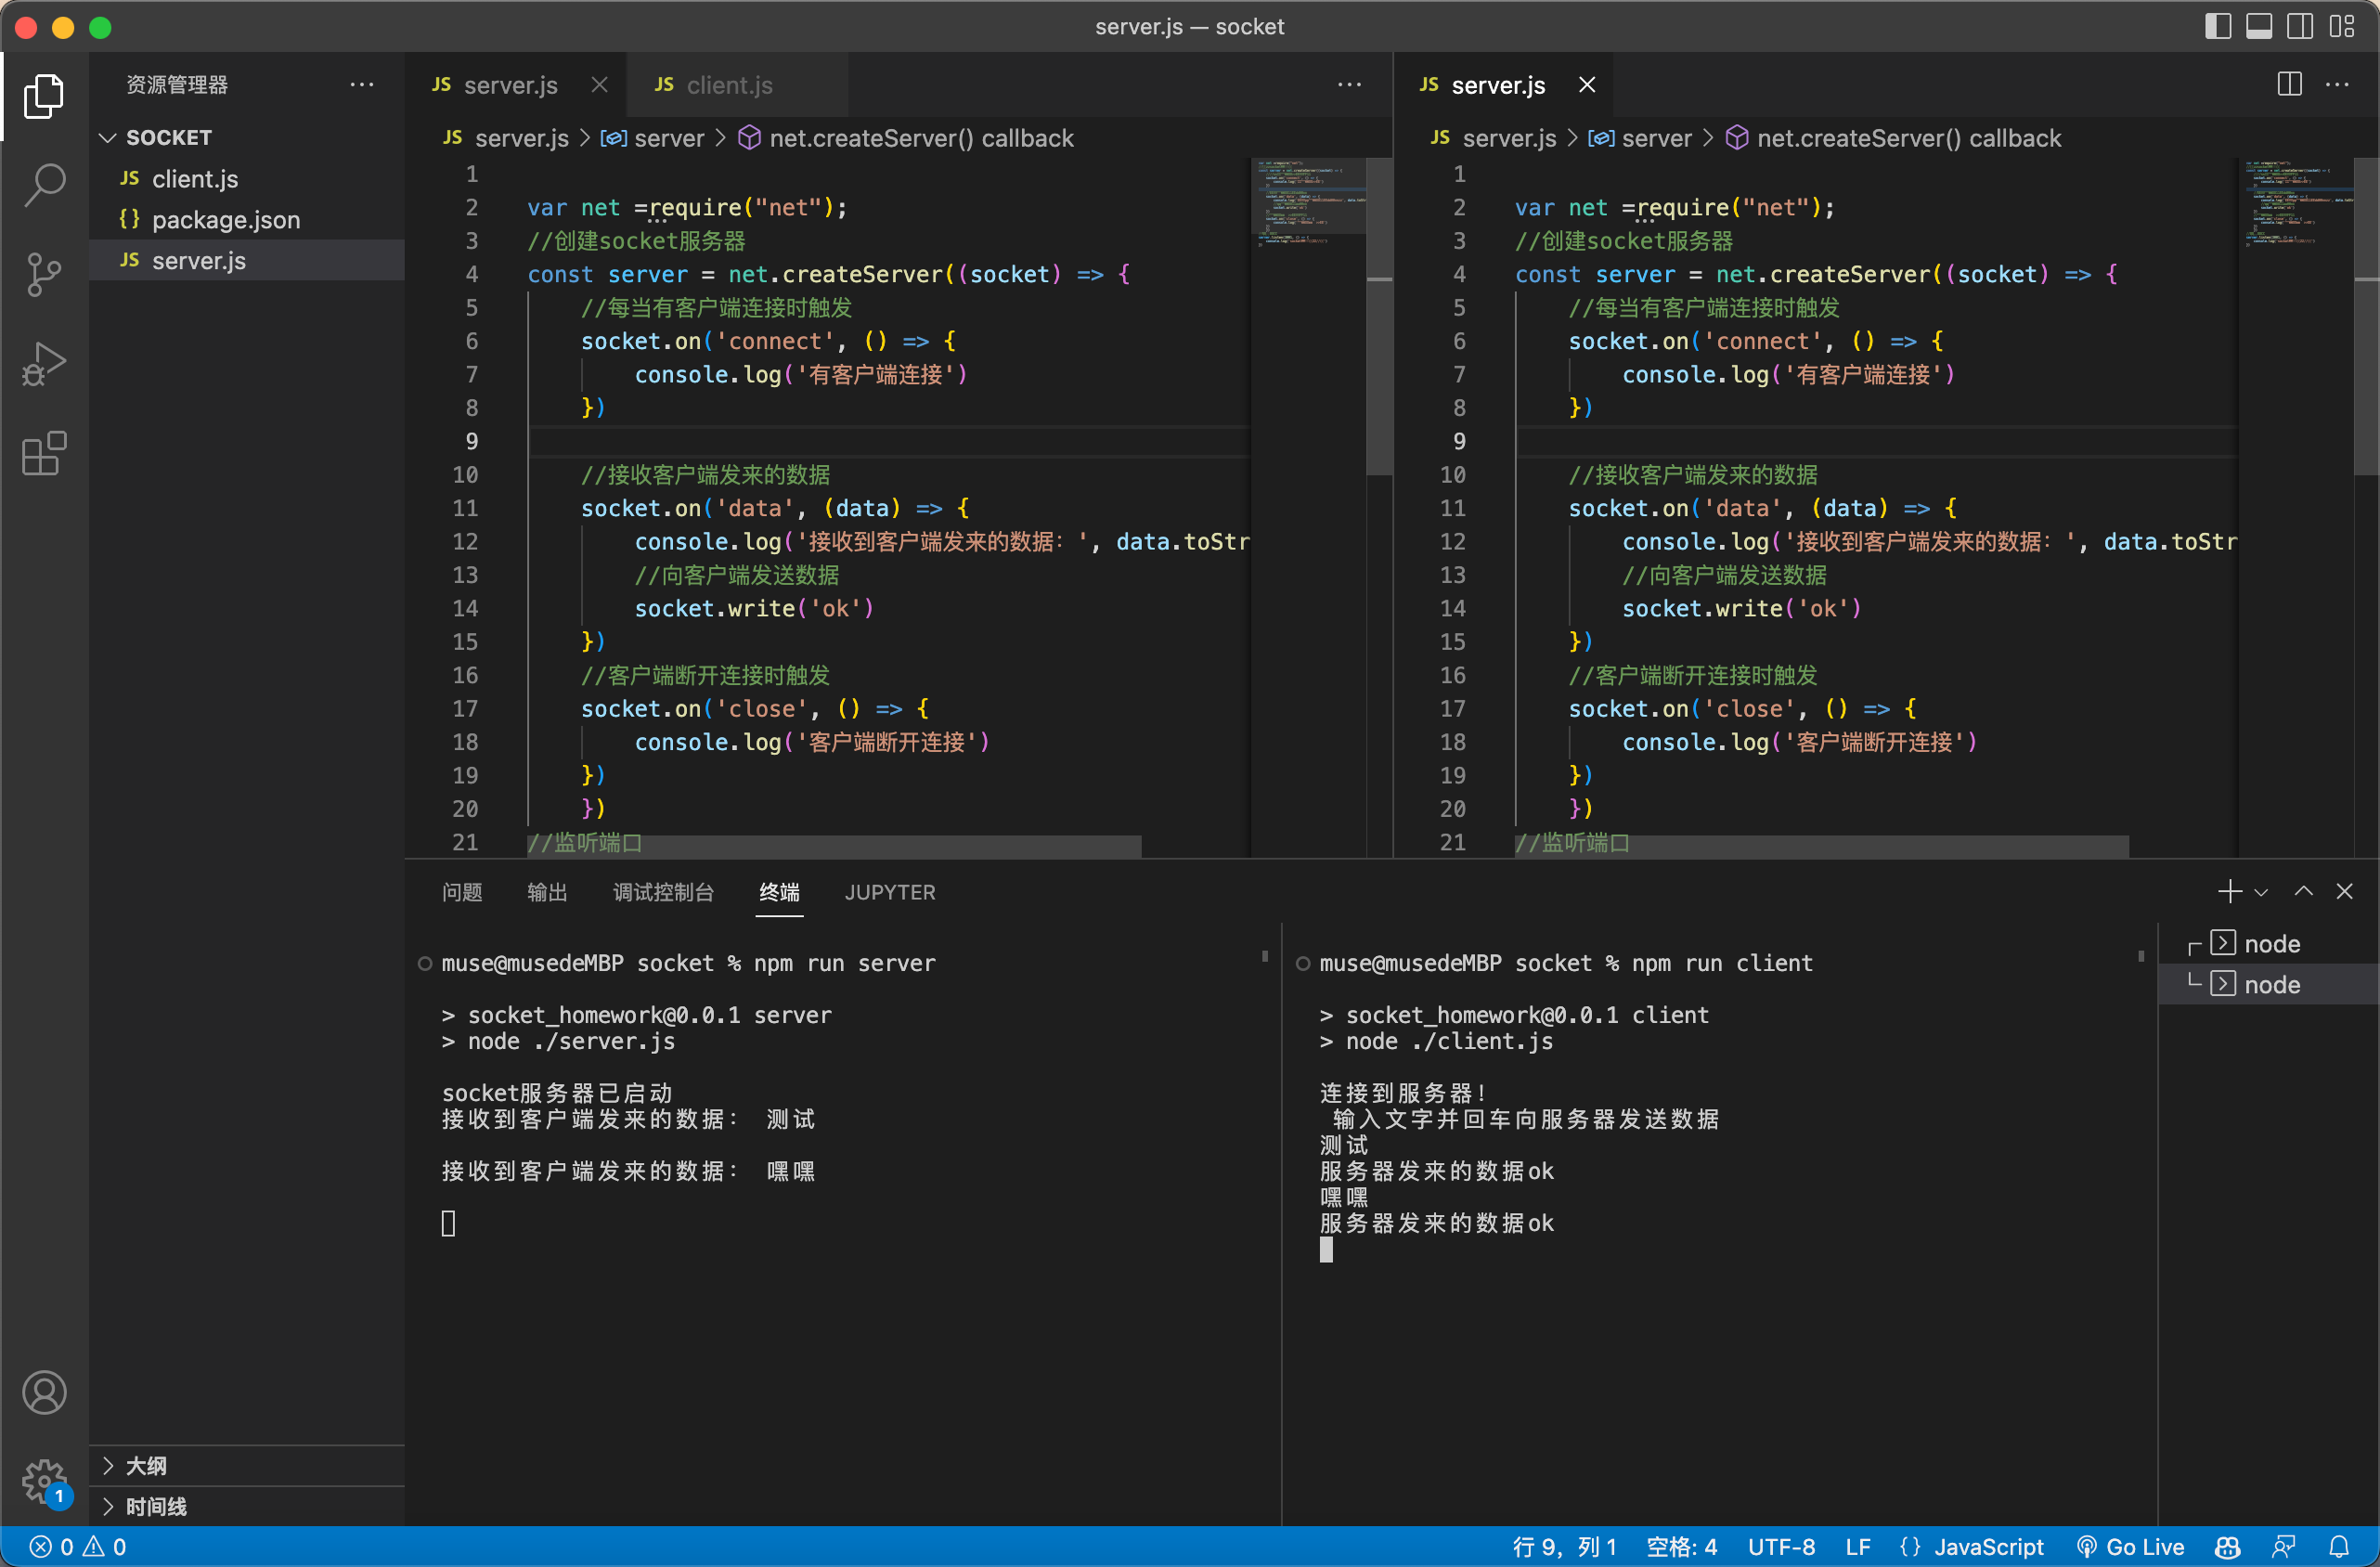 server.js — socket
资源管理器
SOCKET
JS client.js
{} package.json
JS server.js
大纲
时间线
JS server.js
JS client.js
JS server.js > server > net.createServer() callback
1
2 var net =require("net");
3 //创建socket服务器
4 const server = net.createServer((socket) => {
5 //每当有客户端连接时触发
6 socket.on('connect', () => {
7 console.log('有客户端连接')
8 })
9
10 //接收客户端发来的数据
11 socket.on('data', (data) => {
12 console.log('接收到客户端发来的数据：', data.toStr
13 //向客户端发送数据
14 socket.write('ok')
15 })
16 //客户端断开连接时触发
17 socket.on('close', () => {
18 console.log('客户端断开连接')
19 })
20 })
21 //监听端口
JS server.js
JS server.js > server > net.createServer() callback
1
2 var net =require("net");
3 //创建socket服务器
4 const server = net.createServer((socket) => {
5 //每当有客户端连接时触发
6 socket.on('connect', () => {
7 console.log('有客户端连接')
8 })
9
10 //接收客户端发来的数据
11 socket.on('data', (data) => {
12 console.log('接收到客户端发来的数据：', data.toStr
13 //向客户端发送数据
14 socket.write('ok')
15 })
16 //客户端断开连接时触发
17 socket.on('close', () => {
18 console.log('客户端断开连接')
19 })
20 })
21 //监听端口
问题 输出 调试控制台 终端 JUPYTER
muse@musedeMBP socket % npm run server
> socket_homework@0.0.1 server
> node ./server.js
socket服务器已启动
接收到客户端发来的数据： 测试
接收到客户端发来的数据： 嘿嘿
muse@musedeMBP socket % npm run client
> socket_homework@0.0.1 client
> node ./client.js
连接到服务器！
输入文字并回车向服务器发送数据
测试
服务器发来的数据ok
嘿嘿
服务器发来的数据ok
node
node
1
0 0
行 9，列 1 空格: 4 UTF-8 LF {} JavaScript Go Live